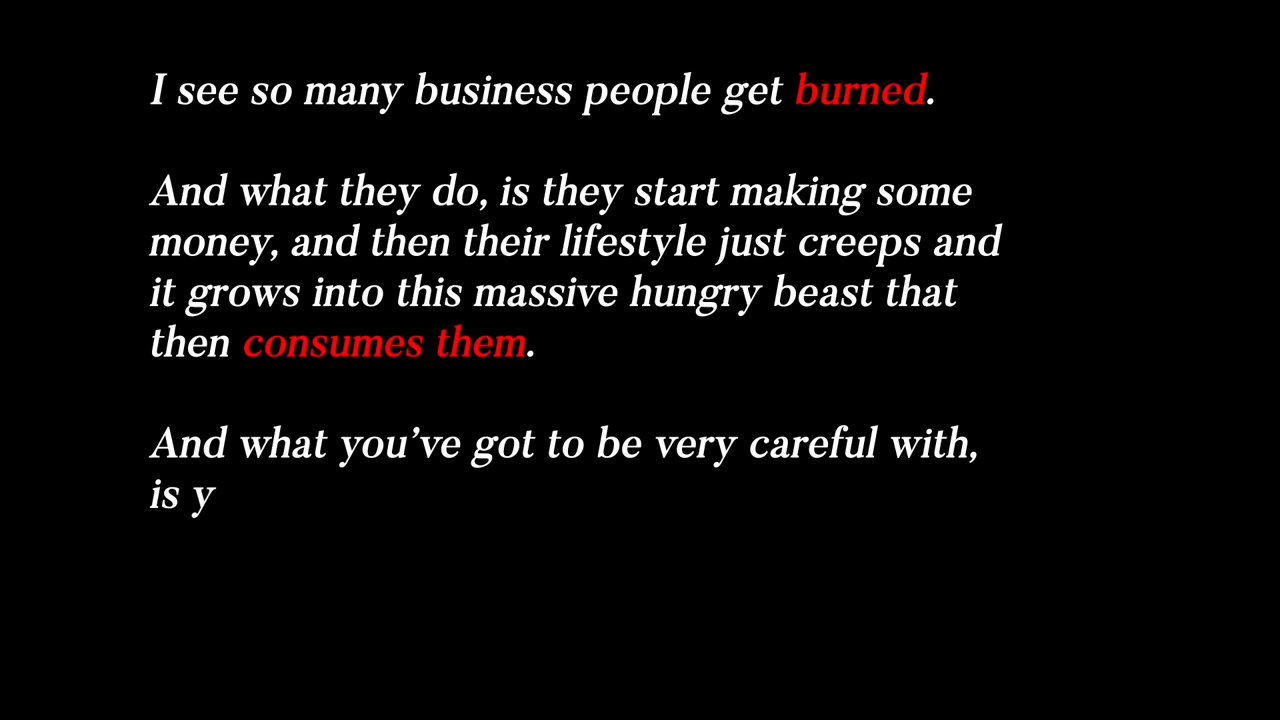 I see so many business people get burned.
And what they do, is they start making some
money, and then their lifestyle just creeps and
it grows into this massive hungry beast that
then consumes them.
And what you’ve got to be very careful with,
is y